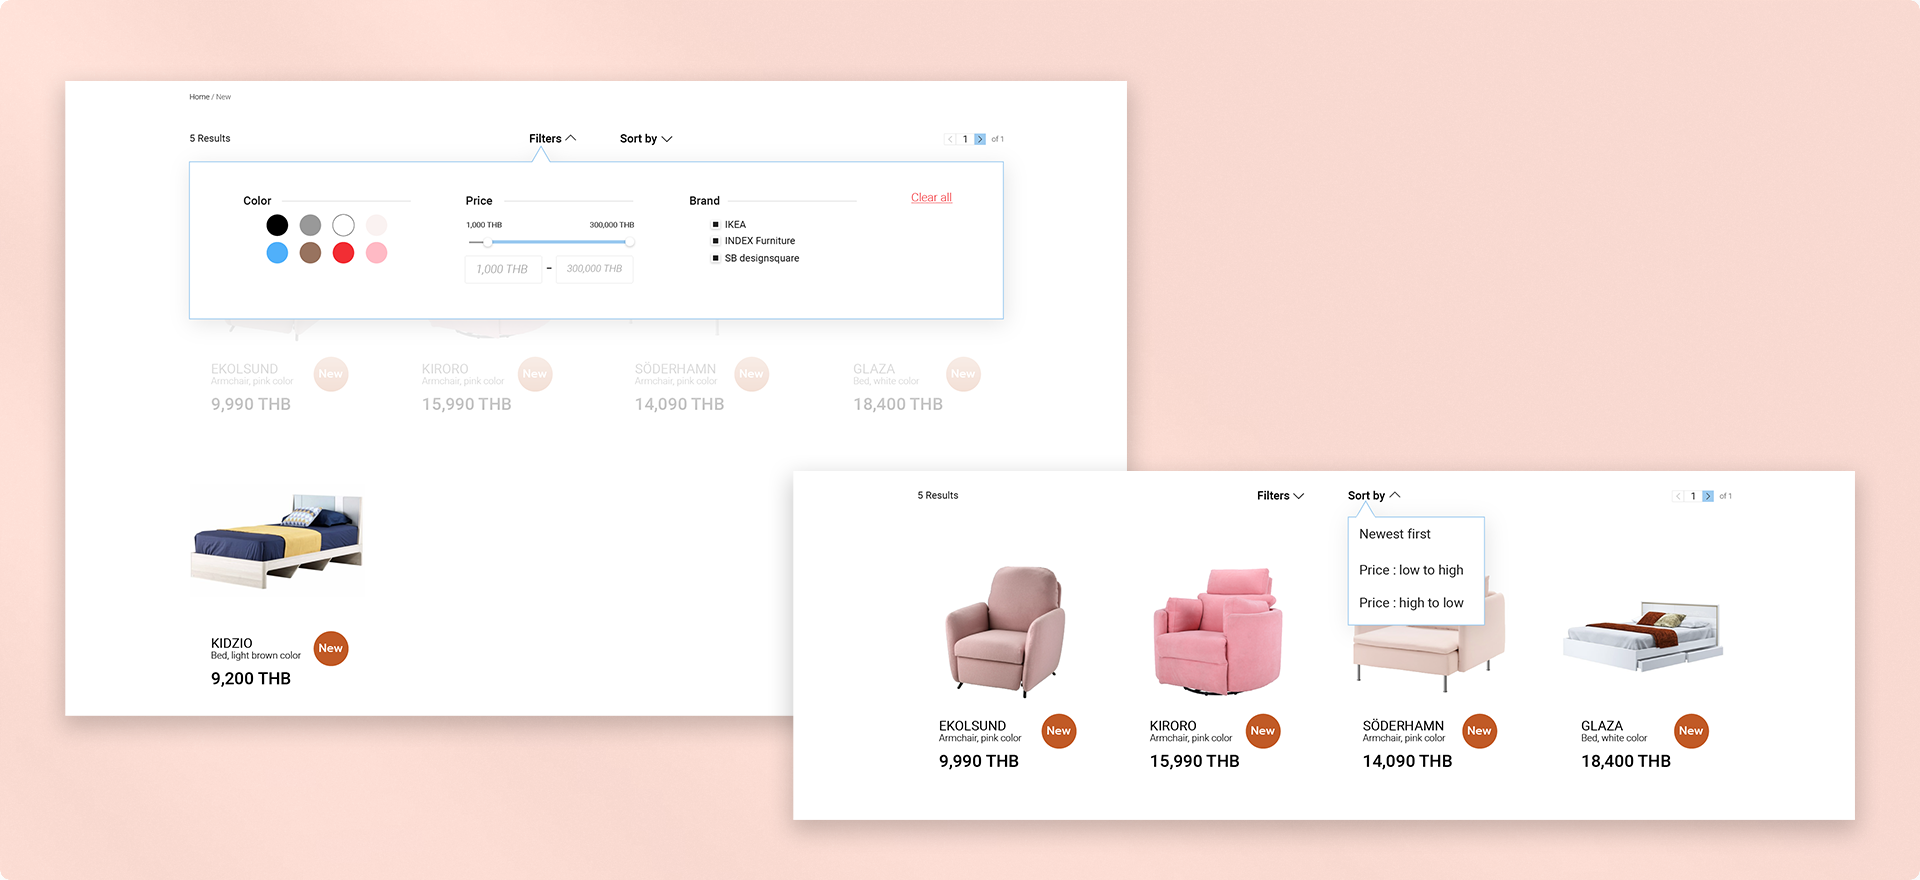 Home / New
5 Results
Filters
Sort by
1
of 1
Color
Price
1,000 THB
300,000 THB
1,000 THB - 300,000 THB
Brand
IKEA
INDEX Furniture
SB designsquare
Clear all
EKOLSUND
Armchair, pink color
9,990 THB
New
KIRORO
Armchair, pink color
15,990 THB
New
SÖDERHAMN
Armchair, pink color
14,090 THB
New
GLAZA
Bed, white color
18,400 THB
New
KIDZIO
Bed, light brown color
9,200 THB
New
5 Results
Filters
Sort by
1
of 1
Newest first
Price : low to high
Price : high to low
EKOLSUND
Armchair, pink color
9,990 THB
New
KIRORO
Armchair, pink color
15,990 THB
New
SÖDERHAMN
Armchair, pink color
14,090 THB
New
GLAZA
Bed, white color
18,400 THB
New